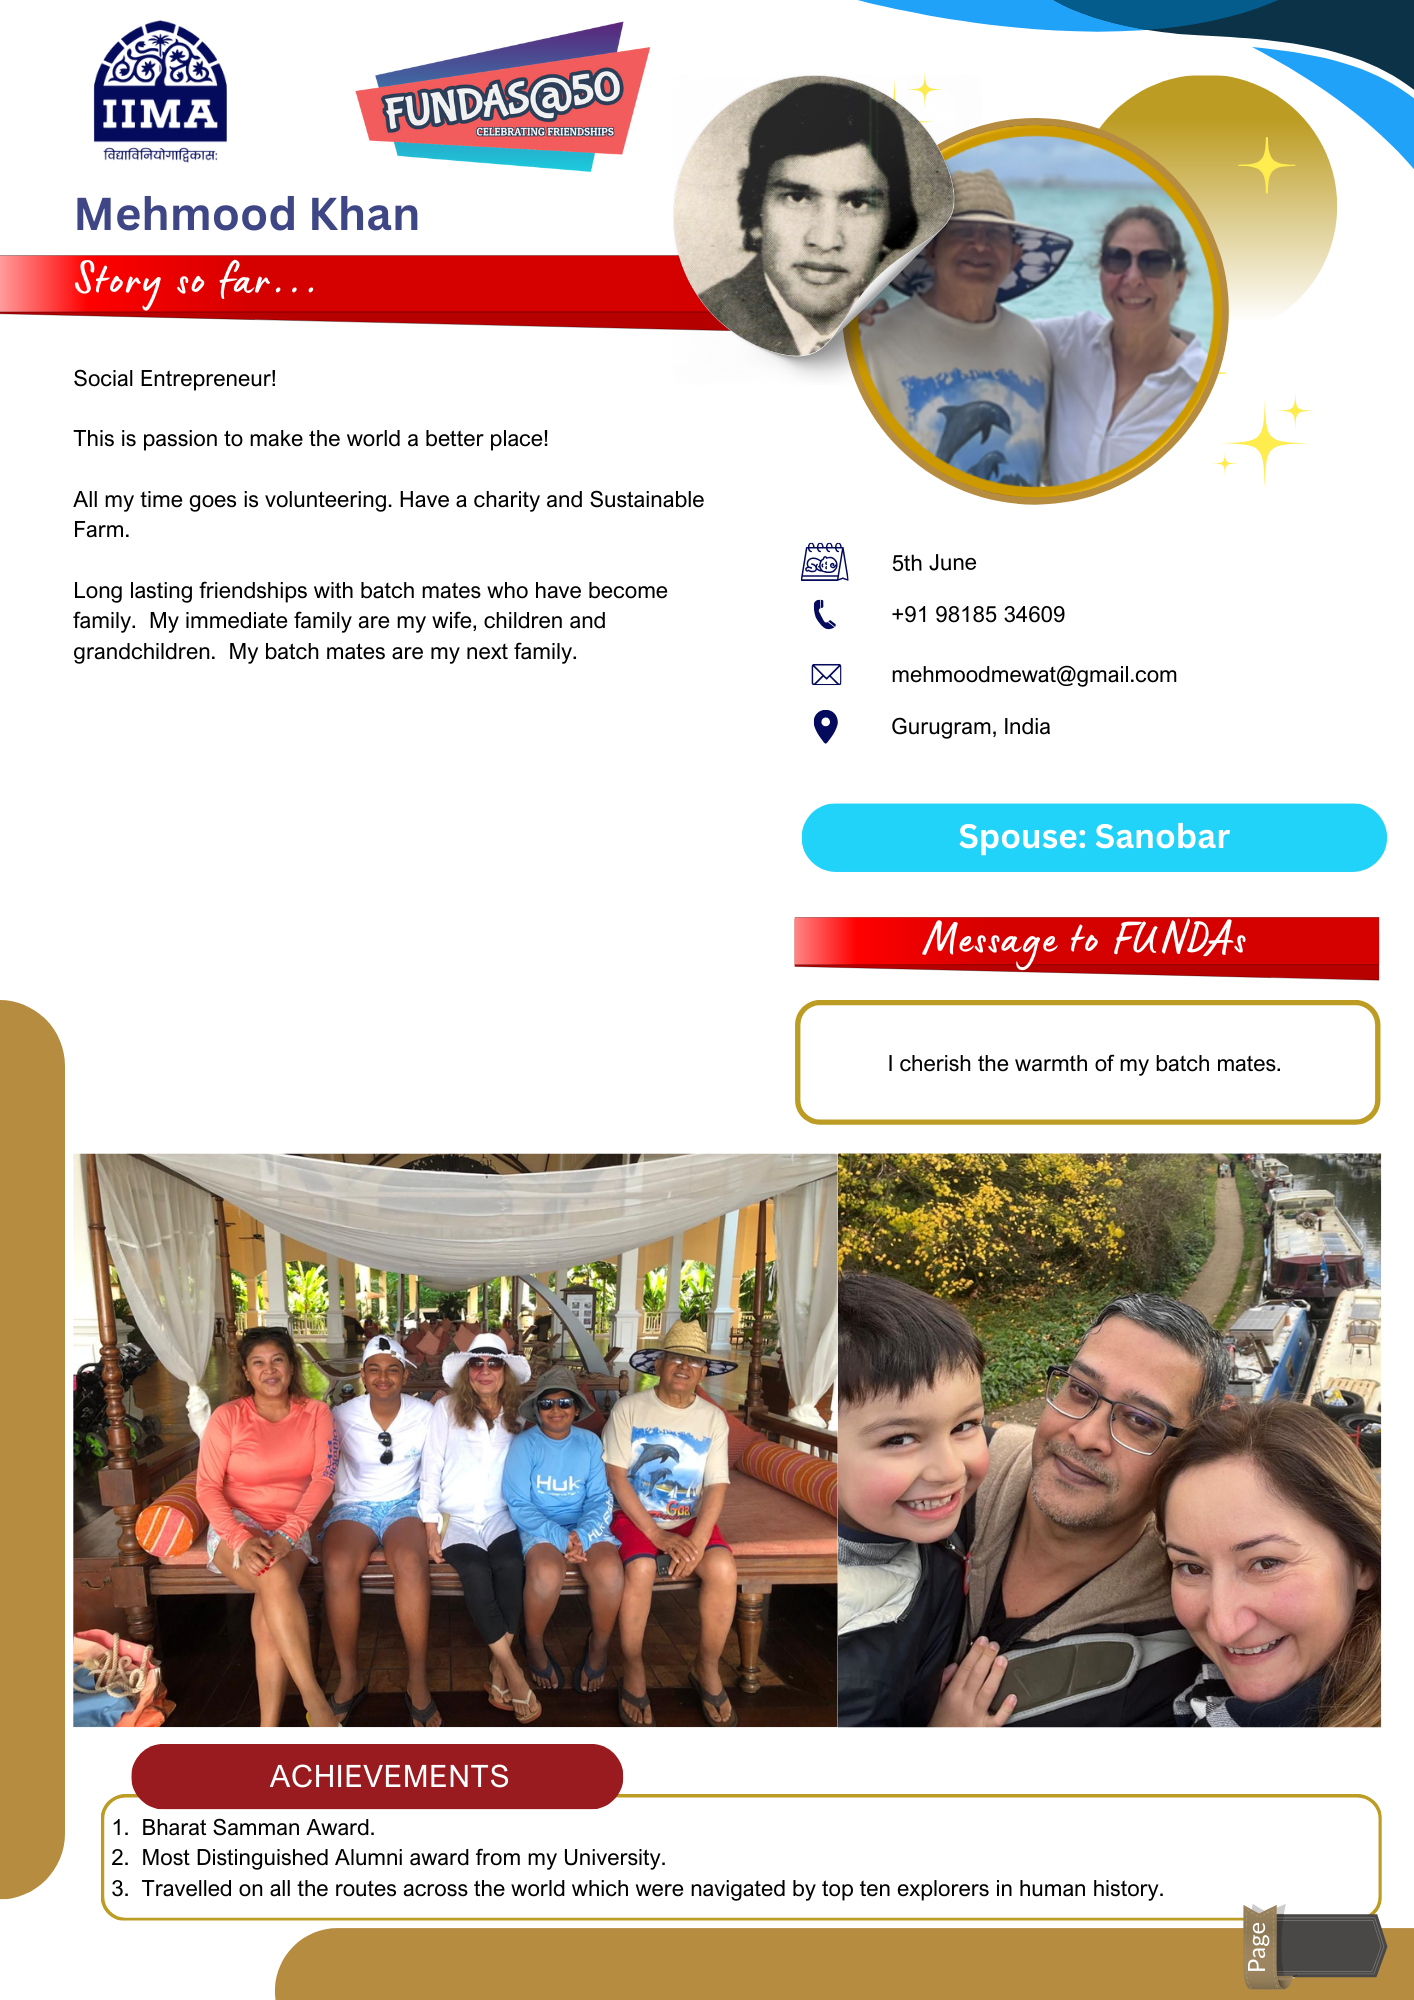 IIMA
विद्याविनियोगाद्विकासः
FUNDAS@50
CELEBRATING FRIENDSHIPS
Mehmood Khan
Story so far...
Social Entrepreneur!
This is passion to make the world a better place!
All my time goes is volunteering. Have a charity and Sustainable
Farm.
Long lasting friendships with batch mates who have become
family.  My immediate family are my wife, children and
grandchildren.  My batch mates are my next family.
5th June
+91 98185 34609
mehmoodmewat@gmail.com
Gurugram, India
Spouse: Sanobar
Message to FUNDAs
I cherish the warmth of my batch mates.
Huk
Goa
ACHIEVEMENTS
1. Bharat Samman Award.
2. Most Distinguished Alumni award from my University.
3. Travelled on all the routes across the world which were navigated by top ten explorers in human history.
Page